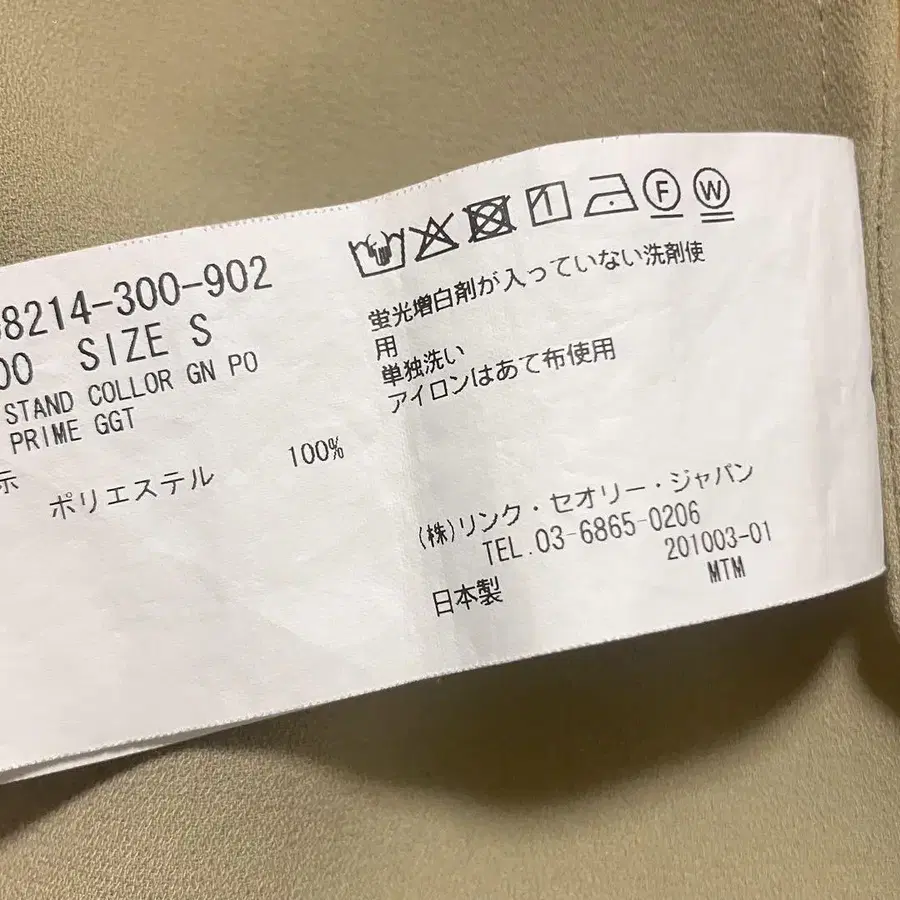 8214-300-902
00 SIZE S
STAND COLLOR GN PO
PRIME GGT
示
ポリエステル 100%
F W
蛍光増白剤が入っていない洗剤使
用
単独洗い
アイロンはあて布使用
(株)リンク・セオリー・ジャパン
TEL.03-6865-0206
201003-01
日本製 MTM